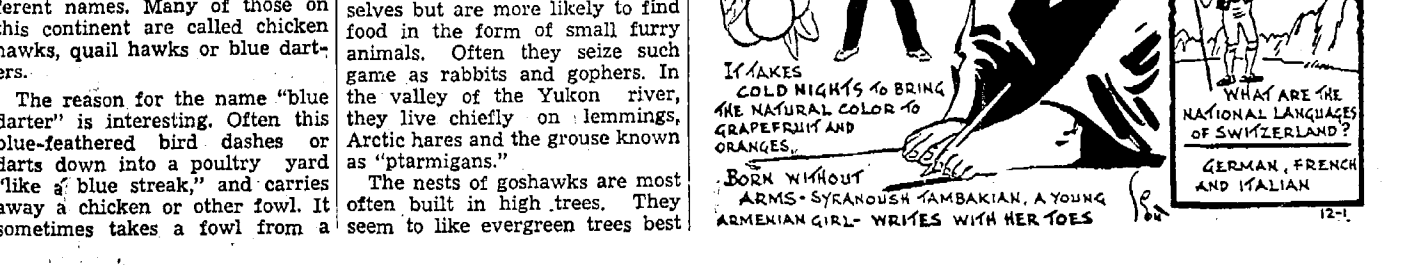 ferent names. Many of those on
this continent are called chicken
hawks, quail hawks or blue dart-
ers.
The reason for the name "blue
darter" is interesting. Often this
blue-feathered bird dashes or
darts down into a poultry yard
"like a blue streak," and carries
away a chicken or other fowl. It
sometimes takes a fowl from a
selves but are more likely to find
food in the form of small furry
animals. Often they seize such
game as rabbits and gophers. In
the valley of the Yukon river,
they live chiefly on lemmings,
Arctic hares and the grouse known
as "ptarmigans."
The nests of goshawks are most
often built in high trees. They
seem to like evergreen trees best
IT TAKES
COLD NIGHTS TO BRING
THE NATURAL COLOR TO
GRAPEFRUIT AND
ORANGES.
BORN WITHOUT
ARMS - SYRANOUSH TAMBAKIAN, A YOUNG
ARMENIAN GIRL - WRITES WITH HER TOES
WHAT ARE THE
NATIONAL LANGUAGES
OF SWITZERLAND?
GERMAN, FRENCH
AND ITALIAN
12-1